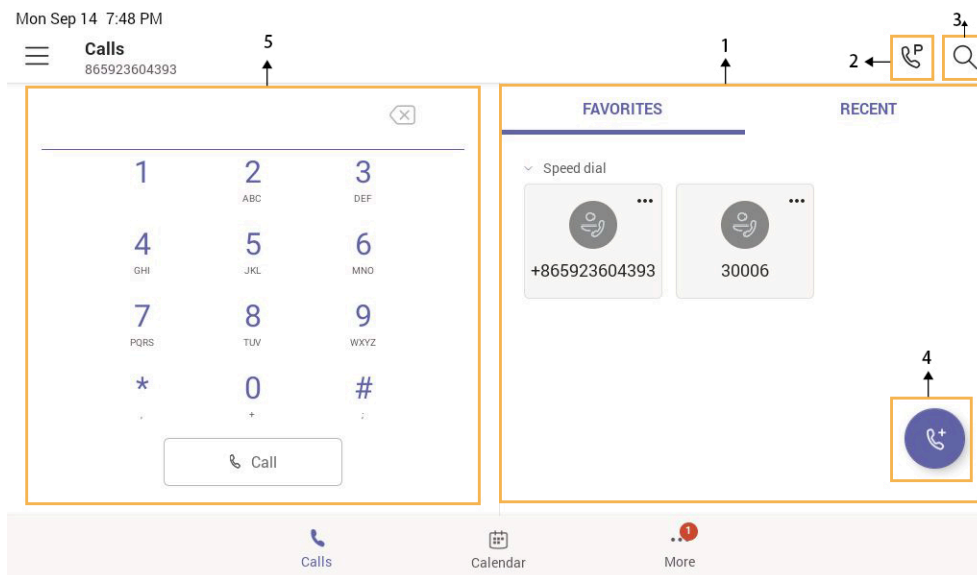 Mon Sep 14 7:48 PM
Calls
865923604393
5
1
2
3
P
FAVORITES
RECENT
1
2
ABC
3
DEF
4
GHI
5
JKL
6
MNO
7
PQRS
8
TUV
9
WXYZ
*
,
0
+
#
;
Call
Speed dial
+865923604393
30006
4
Calls
Calendar
1
More